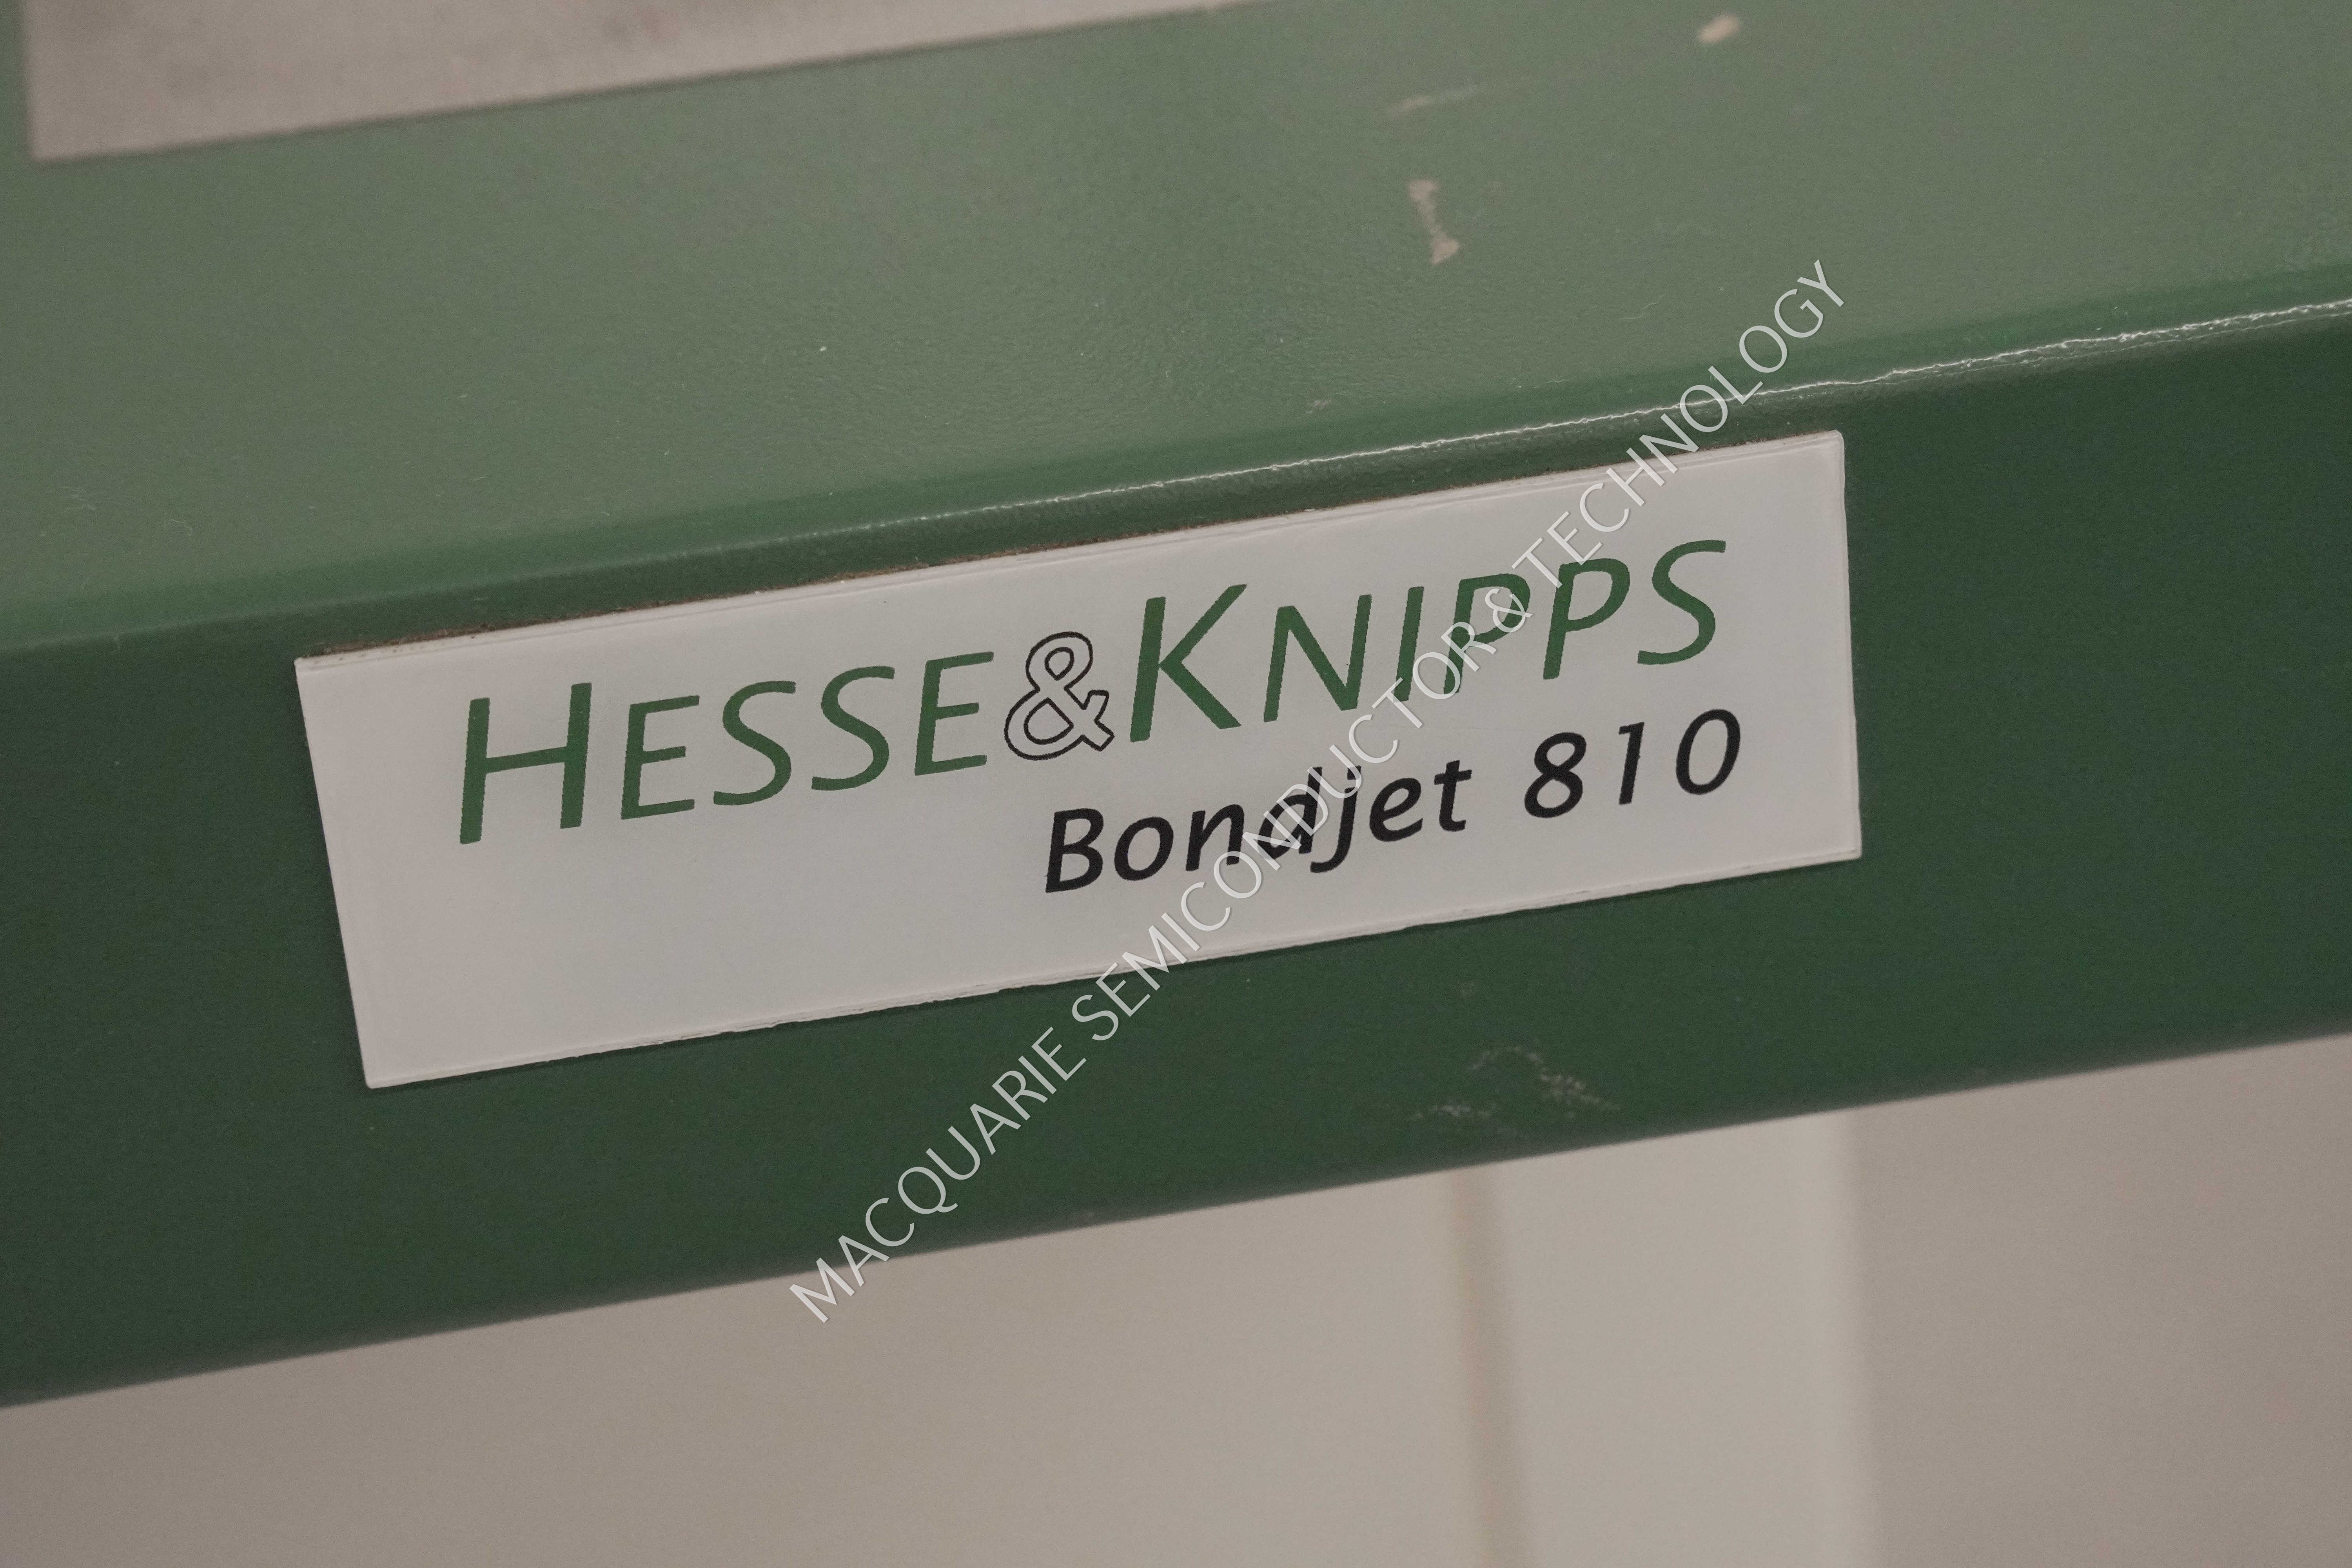 HESSE&KNIPPS
Bondjet 810
MACQUARIE SEMICONDUCTOR & TECHNOLOGY